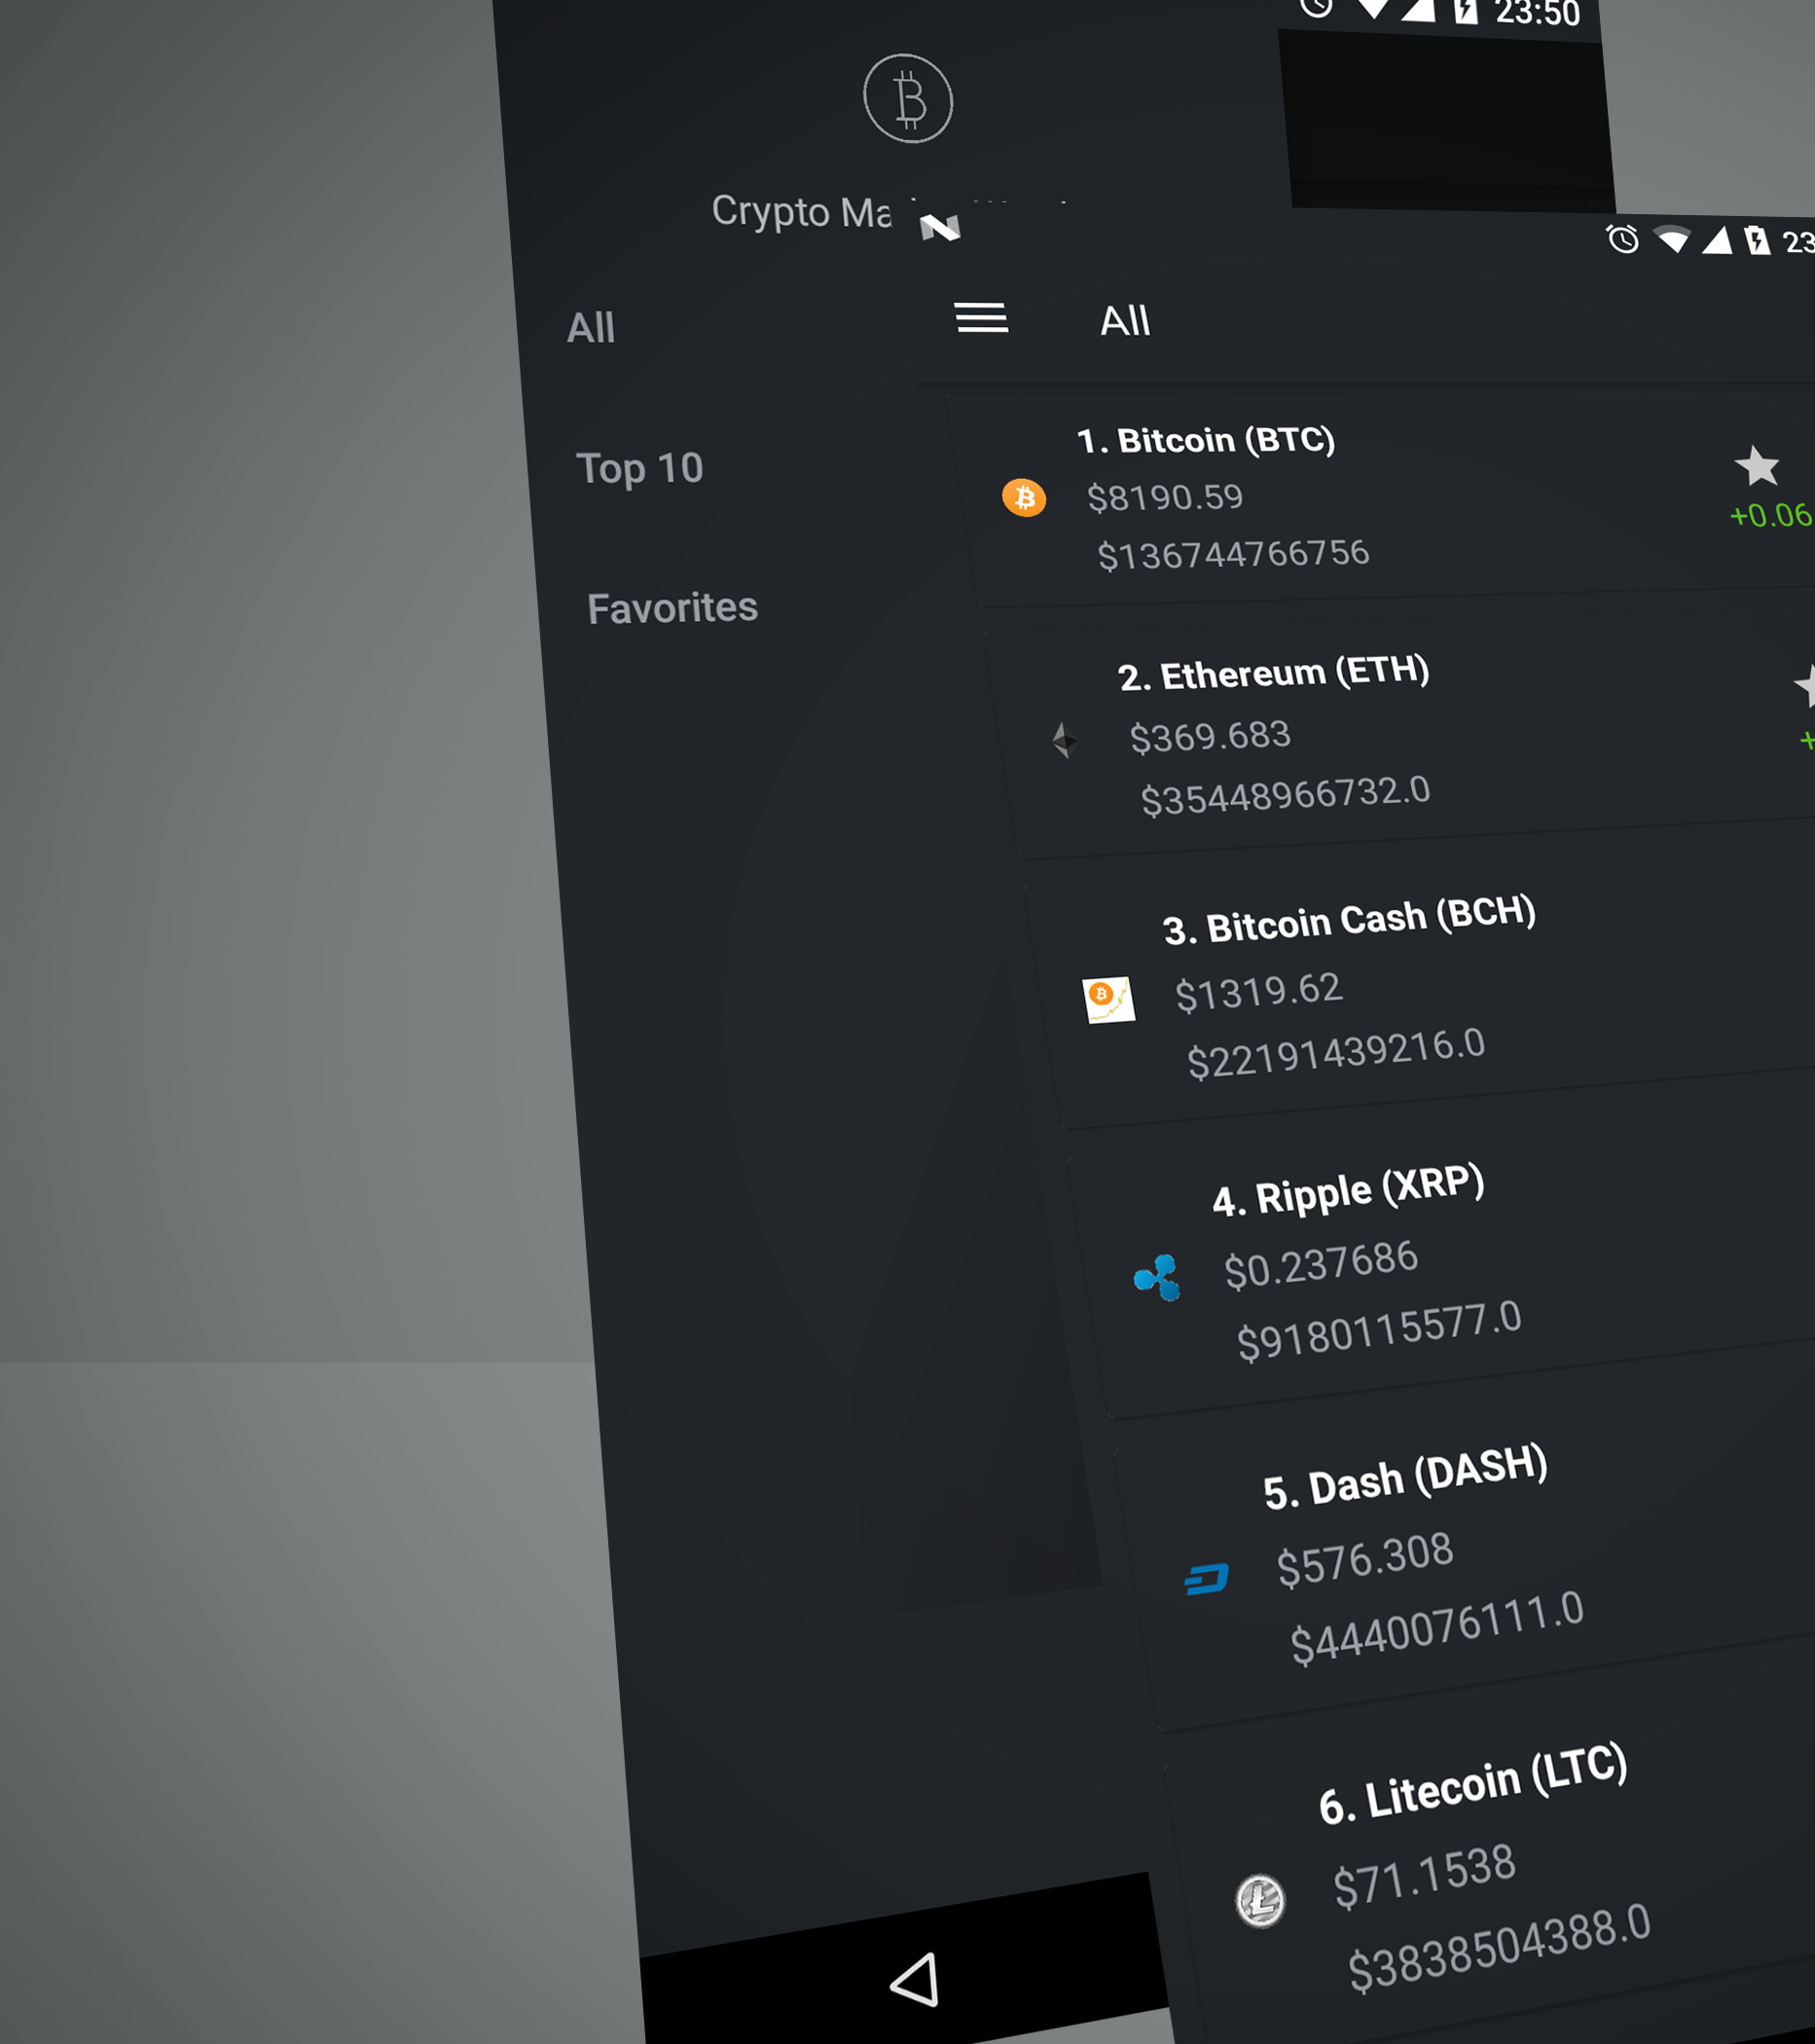 23:50
Crypto Ma
All
Top 10
Favorites
23
All
1. Bitcoin (BTC)
$8190.59
+0.06
$136744766756
2. Ethereum (ETH)
$369.683
+
$35448966732.0
3. Bitcoin Cash (BCH)
$1319.62
$22191439216.0
4. Ripple (XRP)
$0.237686
$9180115577.0
5. Dash (DASH)
$576.308
$4440076111.0
6. Litecoin (LTC)
$71.1538
$3838504388.0